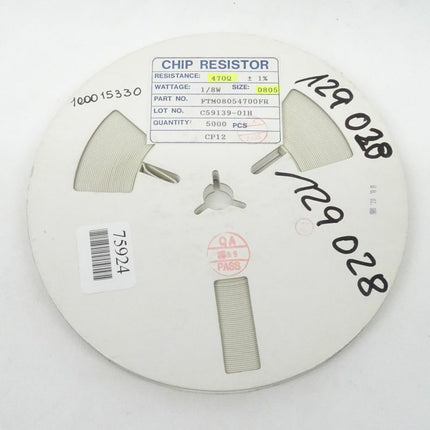 CHIP RESISTOR
RESISTANCE: 470Ω ± 1%
WATTAGE: 1/8W SIZE: 0805
PART NO. FTM08054700FR
LOT NO. C59139-01H
QUANTITY: 5000 PCS
CP12
1Q0015330
129 028
129 028
75924
QA
PASS